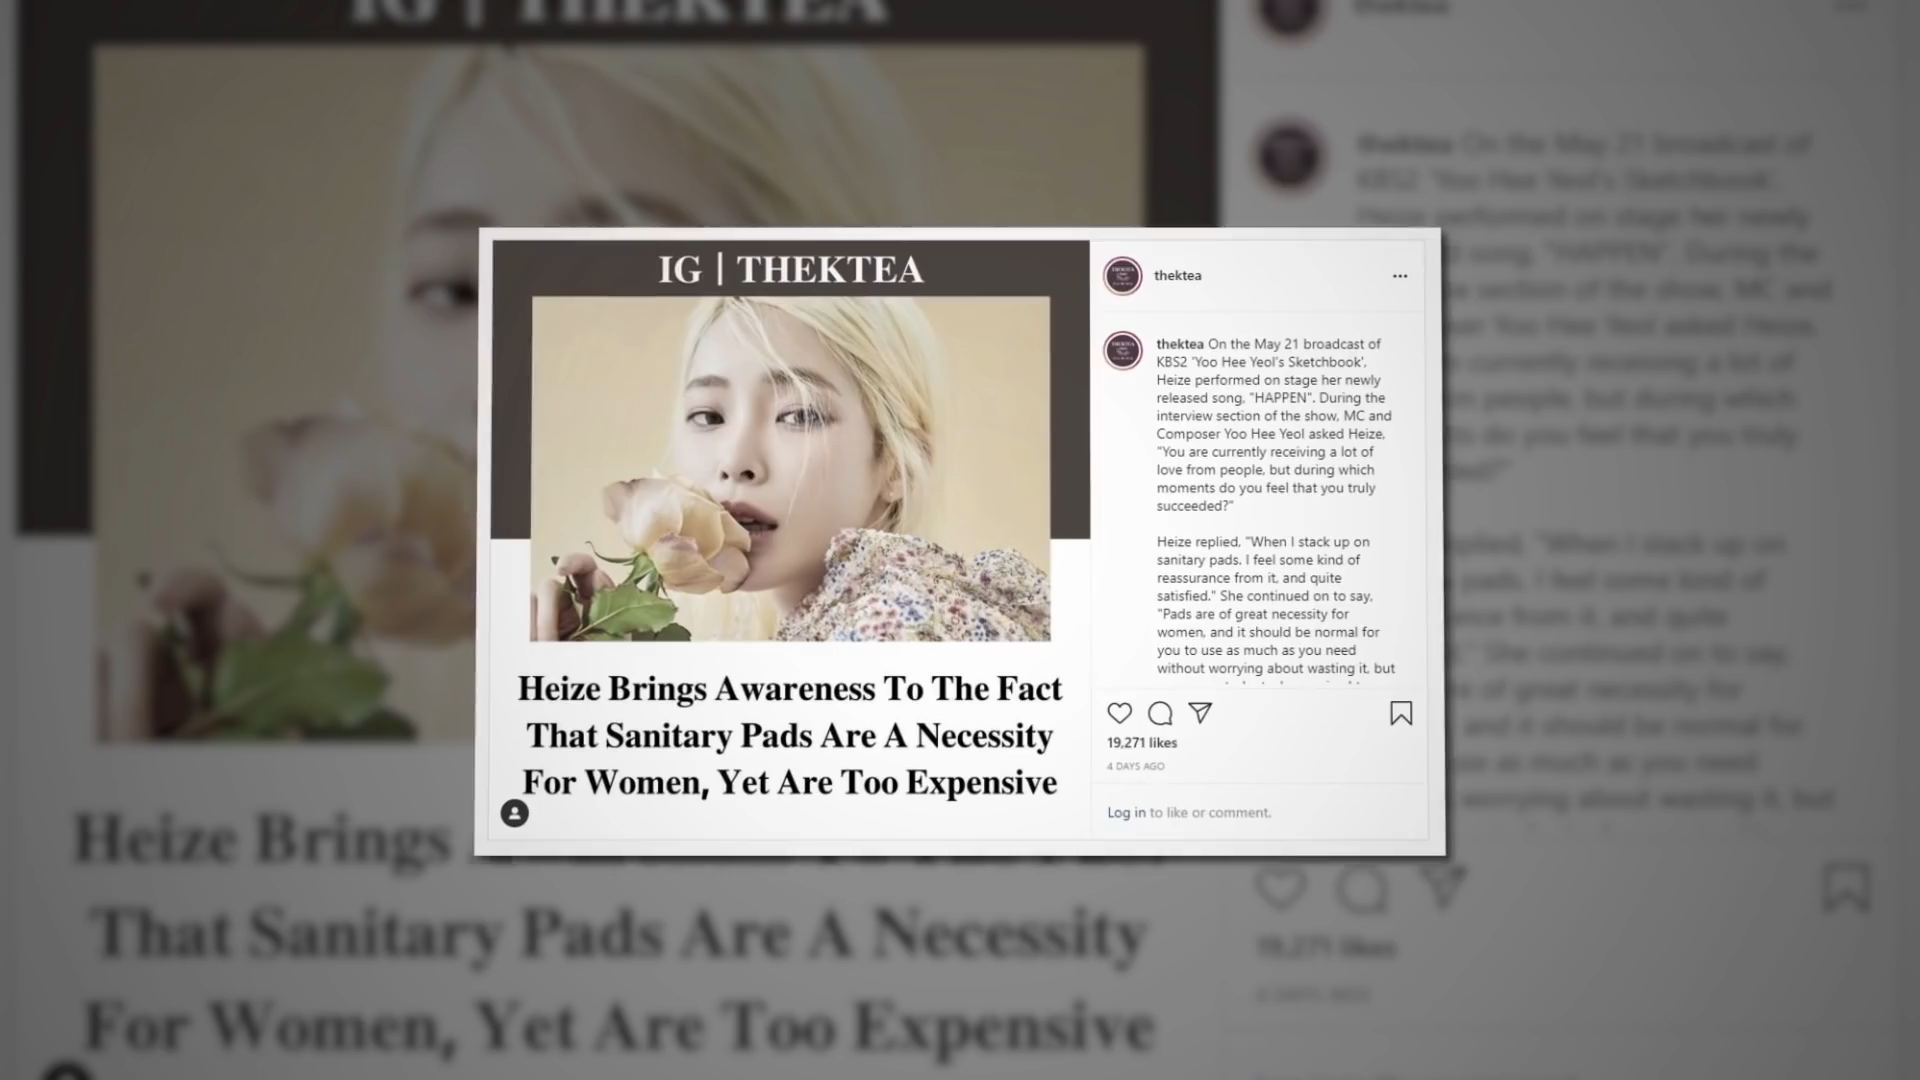 IG | THEKTEA
Heize Brings Awareness To The Fact
That Sanitary Pads Are A Necessity
For Women, Yet Are Too Expensive
thektea
thektea On the May 21 broadcast of
KBS2 'Yoo Hee Yeol's Sketchbook',
Heize performed on stage her newly
released song, "HAPPEN". During the
interview section of the show, MC and
Composer Yoo Hee Yeol asked Heize,
"You are currently receiving a lot of
love from people, but during which
moments do you feel that you truly
succeeded?"
Heize replied, "When I stack up on
sanitary pads, I feel some kind of
reassurance from it, and quite
satisfied." She continued on to say,
"Pads are of great necessity for
women, and it should be normal for
you to use as much as you need
without worrying about wasting it, but
19,271 likes
4 DAYS AGO
Log in to like or comment.